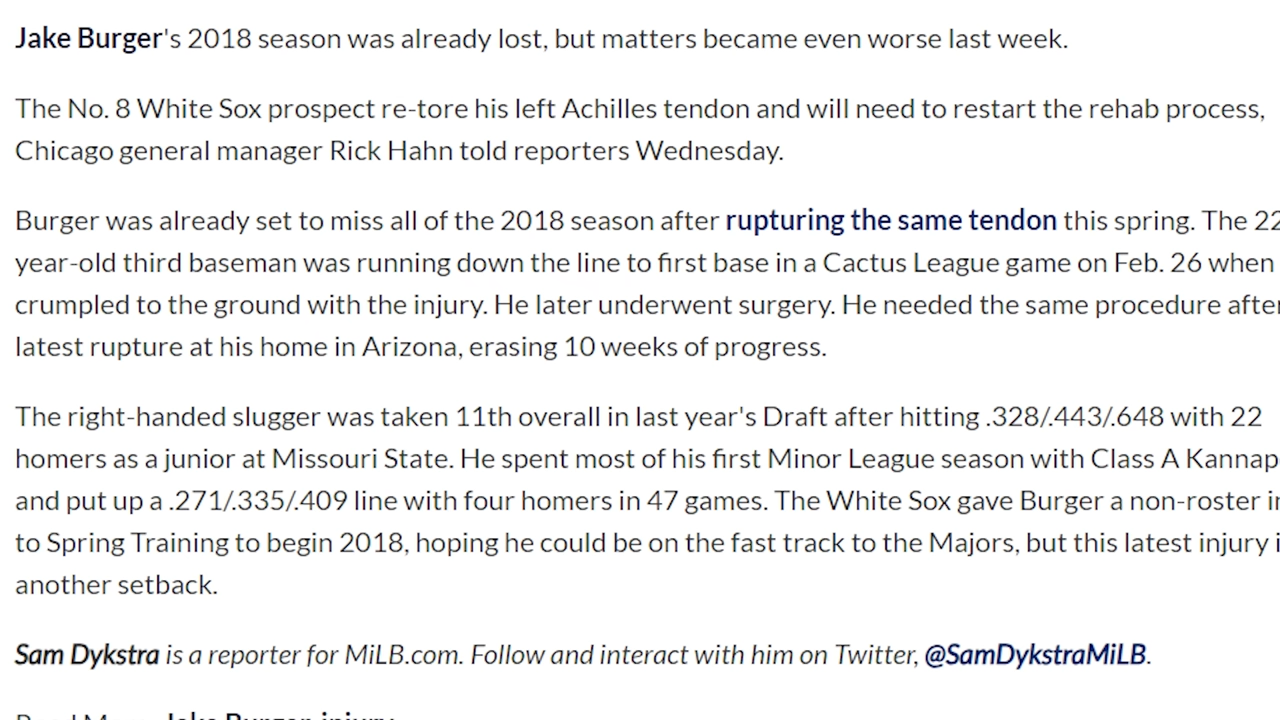 Jake Burger's 2018 season was already lost, but matters became even worse last week.
The No. 8 White Sox prospect re-tore his left Achilles tendon and will need to restart the rehab process,
Chicago general manager Rick Hahn told reporters Wednesday.
Burger was already set to miss all of the 2018 season after rupturing the same tendon this spring. The 22
year-old third baseman was running down the line to first base in a Cactus League game on Feb. 26 when
crumpled to the ground with the injury. He later underwent surgery. He needed the same procedure after
latest rupture at his home in Arizona, erasing 10 weeks of progress.
The right-handed slugger was taken 11th overall in last year's Draft after hitting .328/.443/.648 with 22
homers as a junior at Missouri State. He spent most of his first Minor League season with Class A Kannap
and put up a .271/.335/.409 line with four homers in 47 games. The White Sox gave Burger a non-roster
to Spring Training to begin 2018, hoping he could be on the fast track to the Majors, but this latest injury
another setback.
Sam Dykstra is a reporter for MiLB.com. Follow and interact with him on Twitter, @SamDykstraMiLB.
Jake Burger, injury